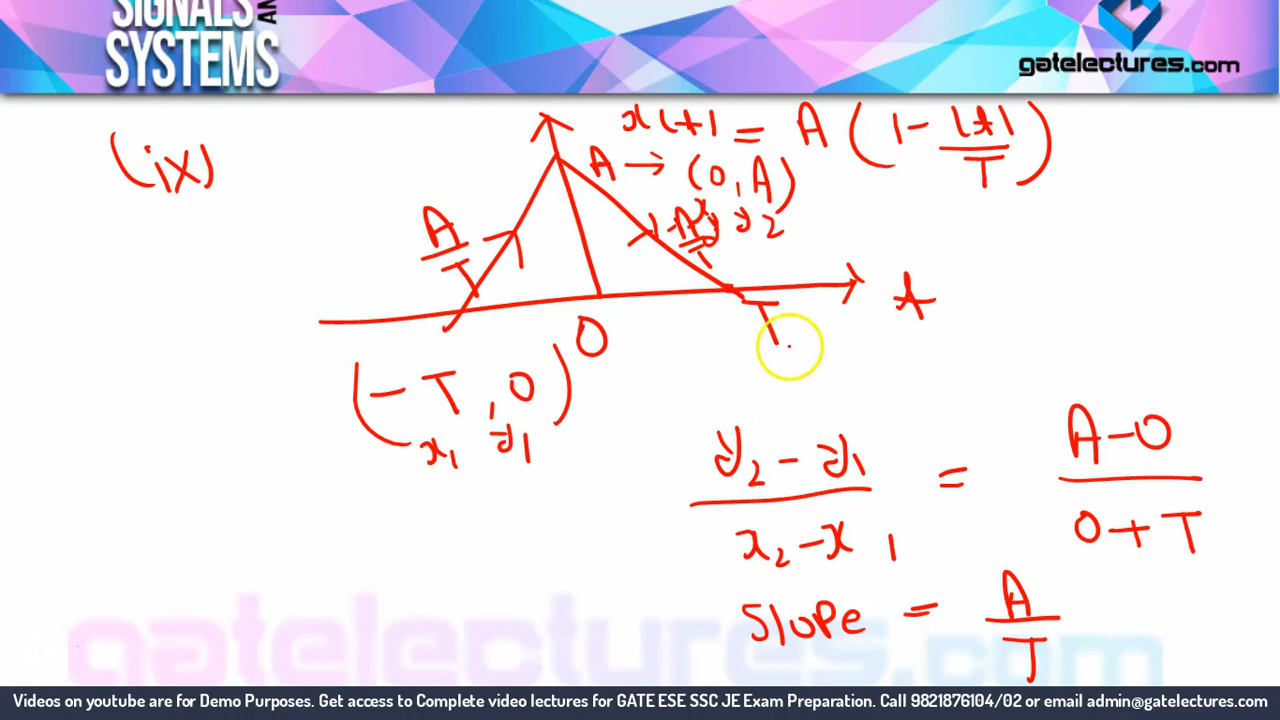 SIGNALS AND
SYSTEMS
gatelectures.com
(ix)
x(t) = A (1 - |t|/T)
A → (0, A)
x2 y2
A/T
-A/T
t
0
T
(-T, 0)
x1 y1
y2 - y1 / x2 - x1 = A - 0 / 0 + T
Slope = A/T
gatelectures.com
Videos on youtube are for Demo Purposes. Get access to Complete video lectures for GATE ESE SSC JE Exam Preparation. Call 9821876104/02 or email admin@gatelectures.com